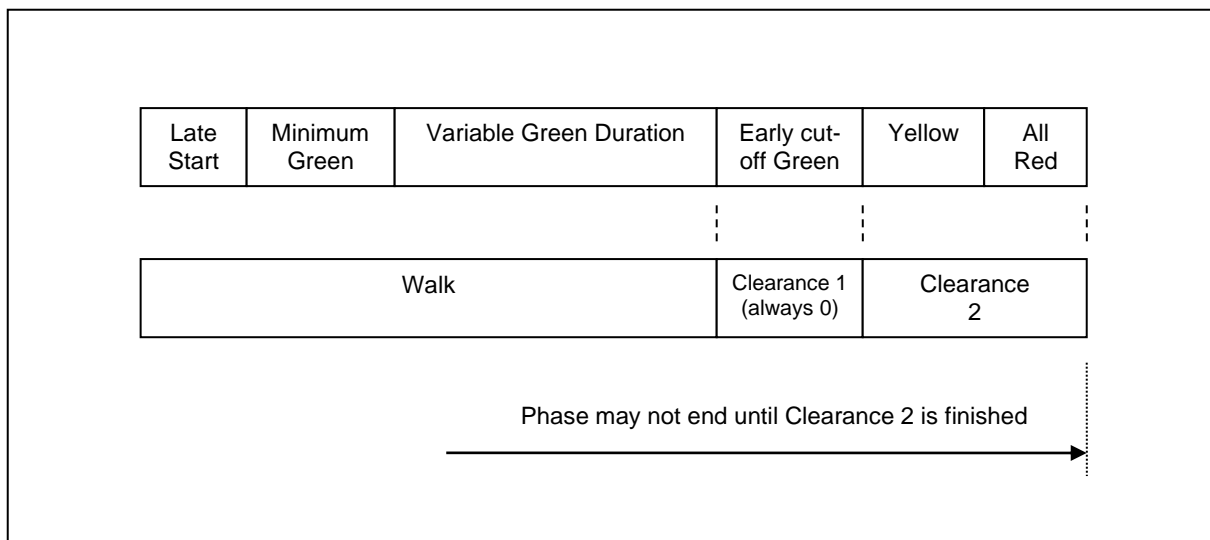 Late
Start
Minimum
Green
Variable Green Duration
Early cut-
off Green
Yellow
All
Red
Walk
Clearance 1
(always 0)
Clearance
2
Phase may not end until Clearance 2 is finished